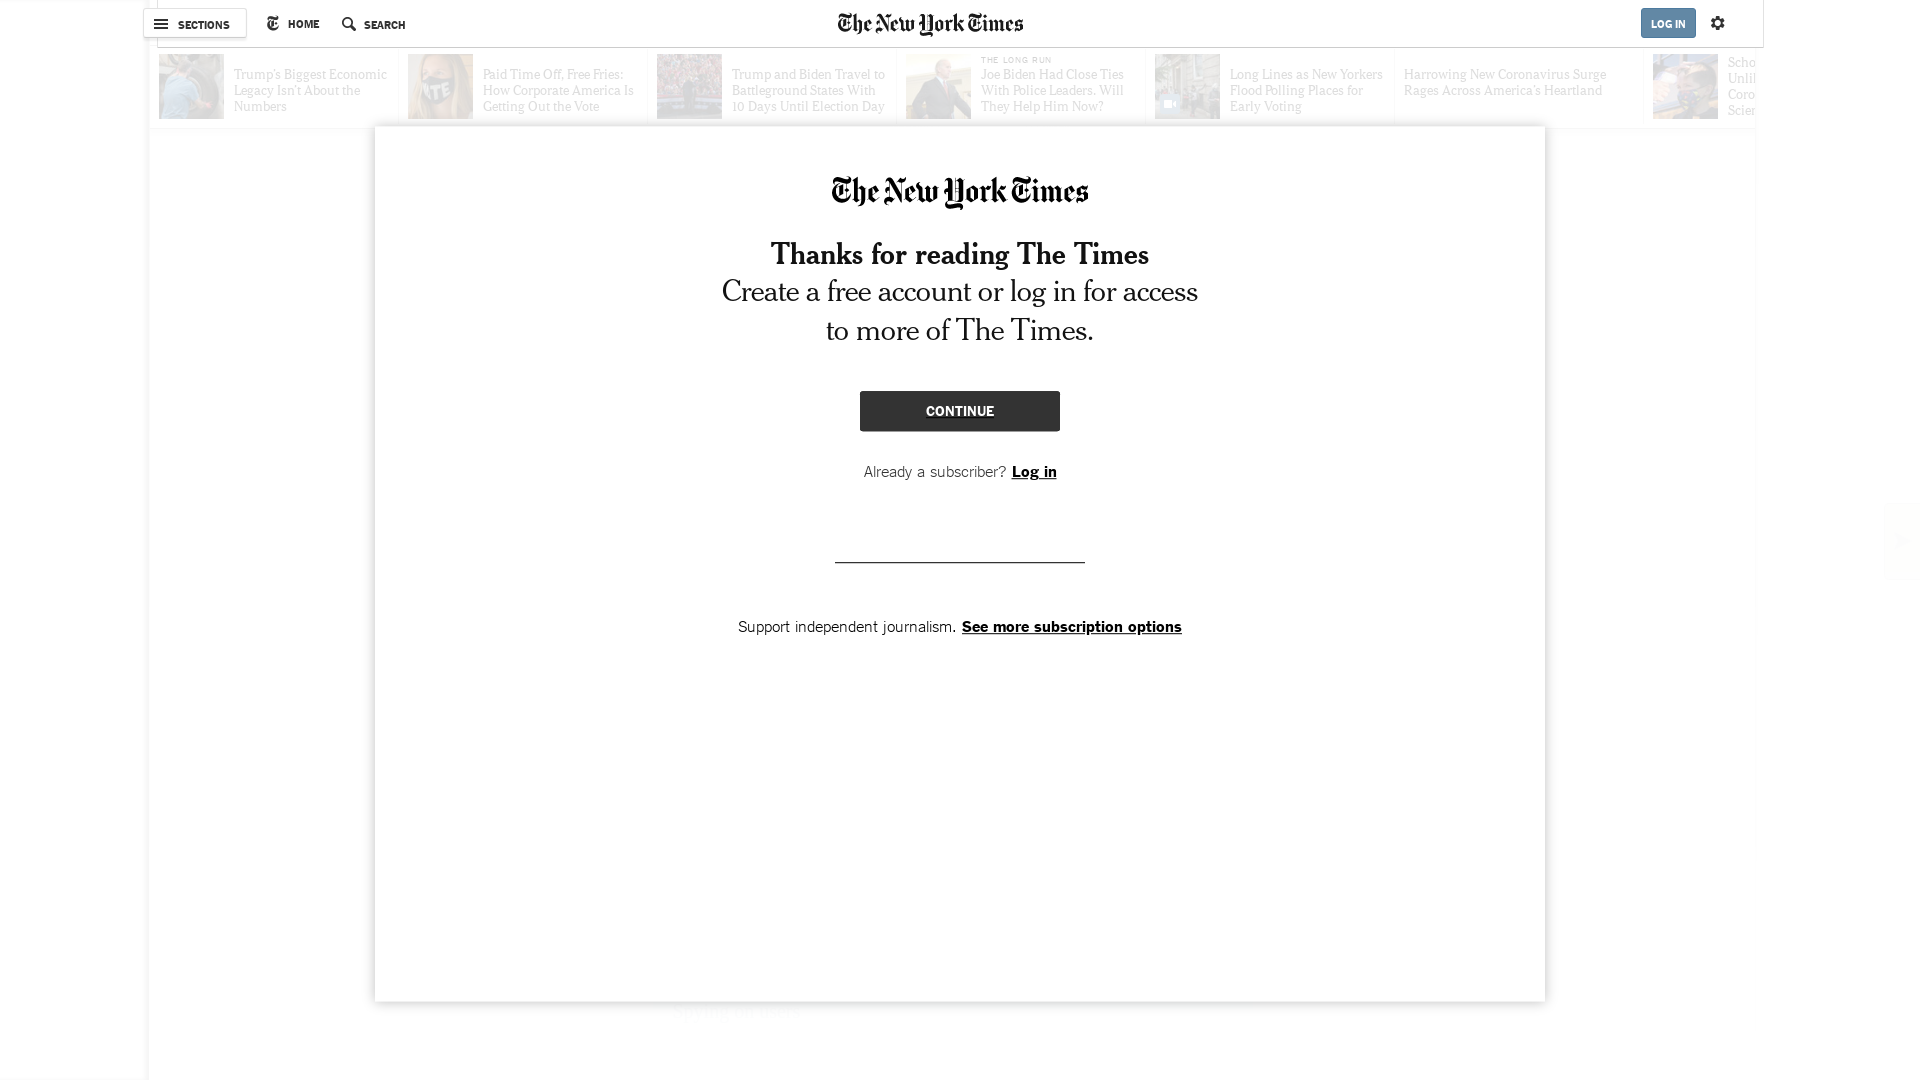 SECTIONS
HOME
SEARCH
The New York Times
LOG IN
Trump's Biggest Economic
Legacy Isn't About the
Numbers
Paid Time Off, Free Fries:
How Corporate America Is
Getting Out the Vote
Trump and Biden Travel to
Battleground States With
10 Days Until Election Day
THE LONG RUN
Joe Biden Had Close Ties
With Police Leaders. Will
They Help Him Now?
Long Lines as New Yorkers
Flood Polling Places for
Early Voting
Harrowing New Coronavirus Surge
Rages Across America's Heartland
Scho
Unli
Coro
Scier
The New York Times
Thanks for reading The Times
Create a free account or log in for access
to more of The Times.
CONTINUE
Already a subscriber? Log in
Support independent journalism. See more subscription options